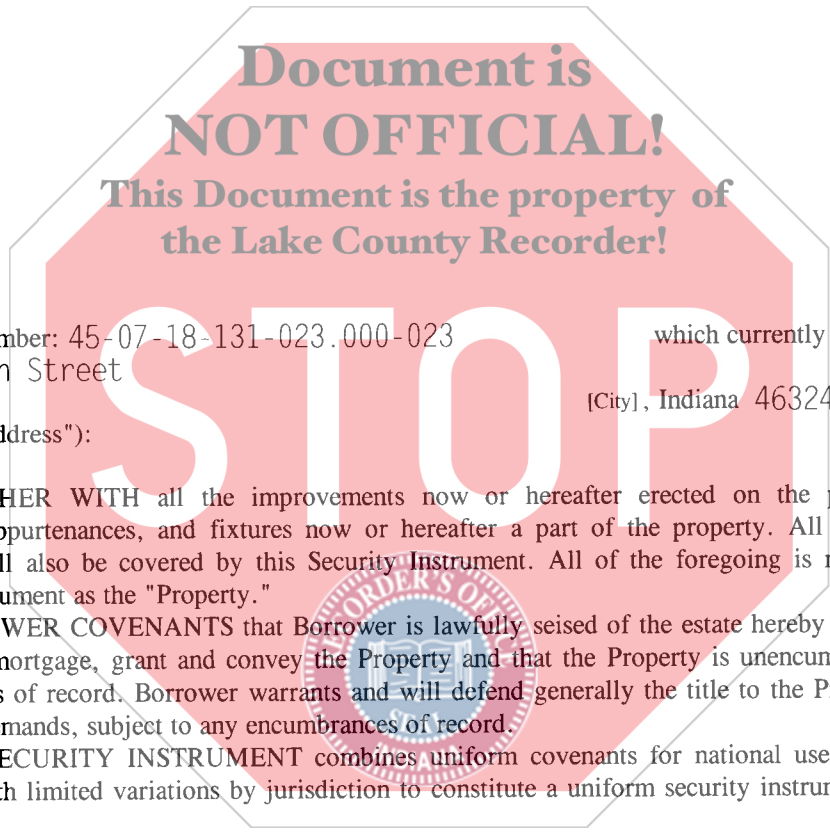 Document is
NOT OFFICIAL!
This Document is the property of
the Lake County Recorder!
STOP
mber: 45-07-18-131-023.000-023 which currently
n Street
[City], Indiana 46324
ddress"):
HER WITH all the improvements now or hereafter erected on the p
ppurtenances, and fixtures now or hereafter a part of the property. All
ll also be covered by this Security Instrument. All of the foregoing is r
ument as the "Property."
WER COVENANTS that Borrower is lawfully seised of the estate hereby
mortgage, grant and convey the Property and that the Property is unencum
s of record. Borrower warrants and will defend generally the title to the P
mands, subject to any encumbrances of record.
ECURITY INSTRUMENT combines uniform covenants for national use
th limited variations by jurisdiction to constitute a uniform security instru
RECORDER'S OFFICE
SEAL
INDIANA